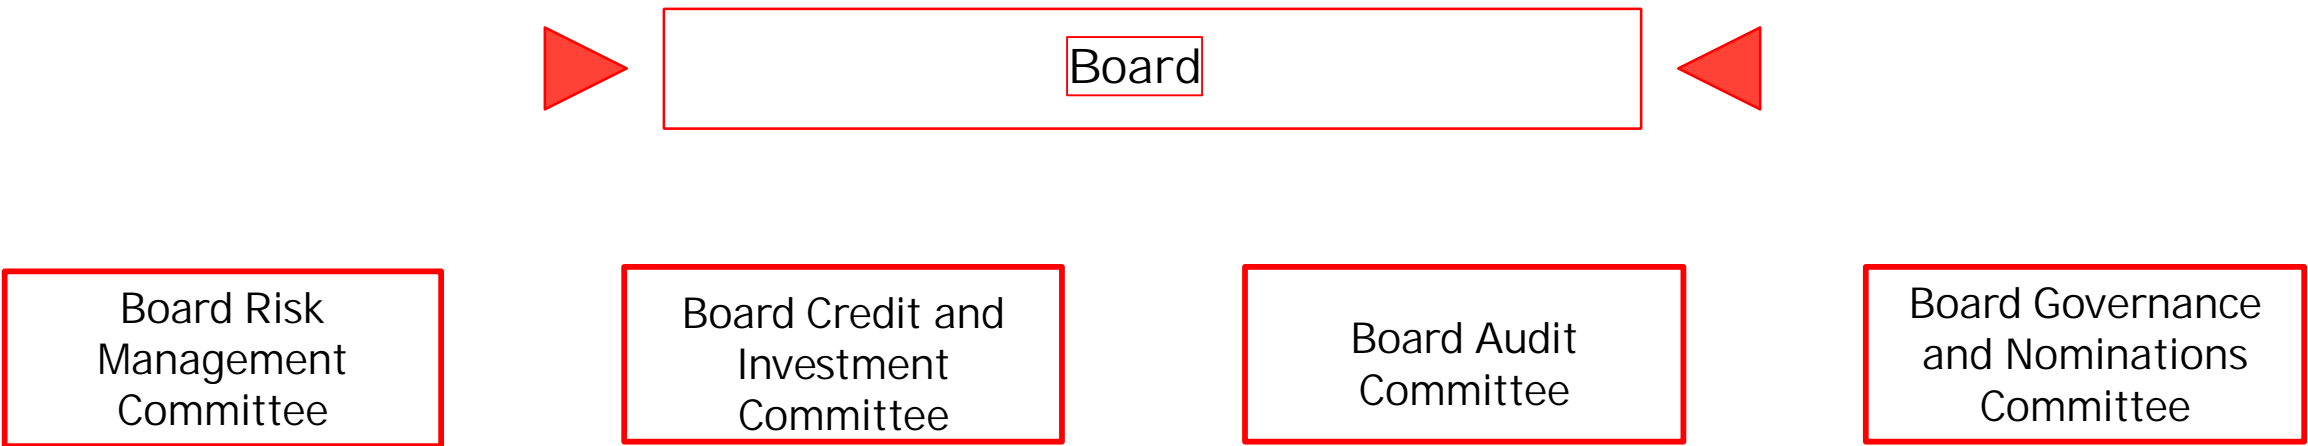 Board
Board Risk
Management
Committee
Board Credit and
Investment
Committee
Board Audit
Committee
Board Governance
and Nominations
Committee